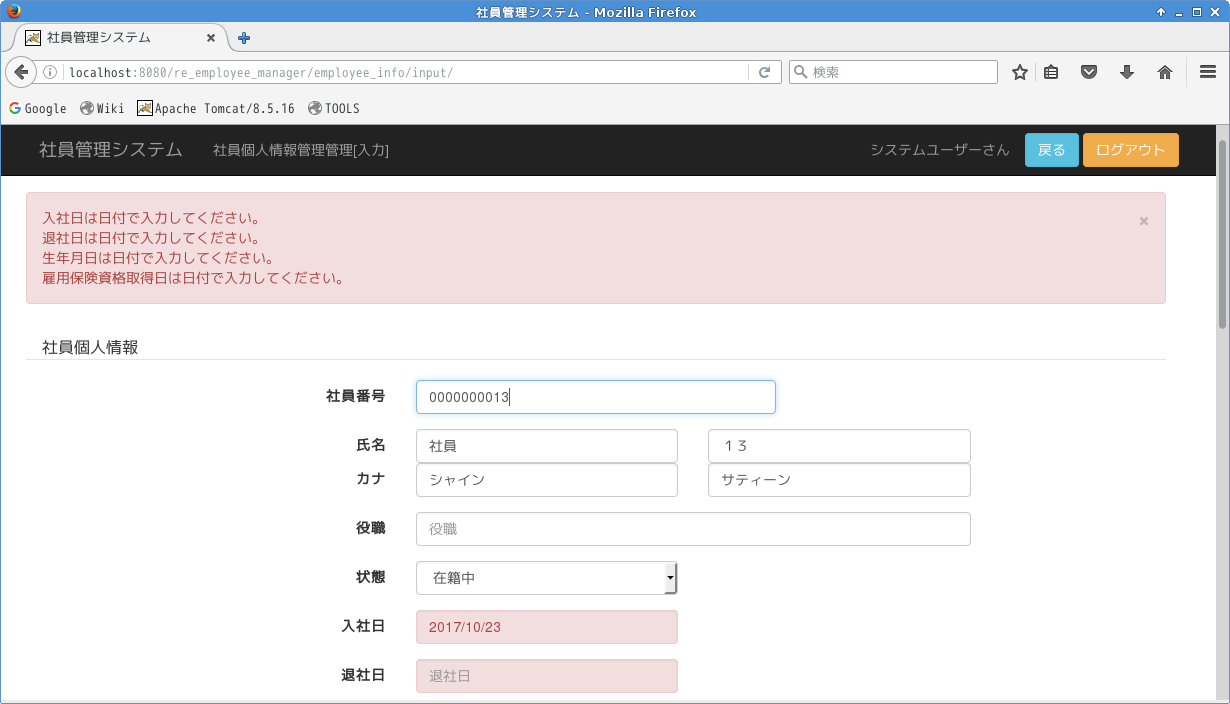 社員管理システム - Mozilla Firefox
社員管理システム
localhost:8080/re_employee_manager/employee_info/input/
検索
Google Wiki Apache Tomcat/8.5.16 TOOLS
社員管理システム 社員個人情報管理管理[入力] システムユーザーさん 戻る ログアウト
入社日は日付で入力してください。
退社日は日付で入力してください。
生年月日は日付で入力してください。
雇用保険資格取得日は日付で入力してください。
社員個人情報
社員番号 0000000013
氏名 社員 １３
カナ シャイン サティーン
役職 役職
状態 在籍中
入社日 2017/10/23
退社日 退社日